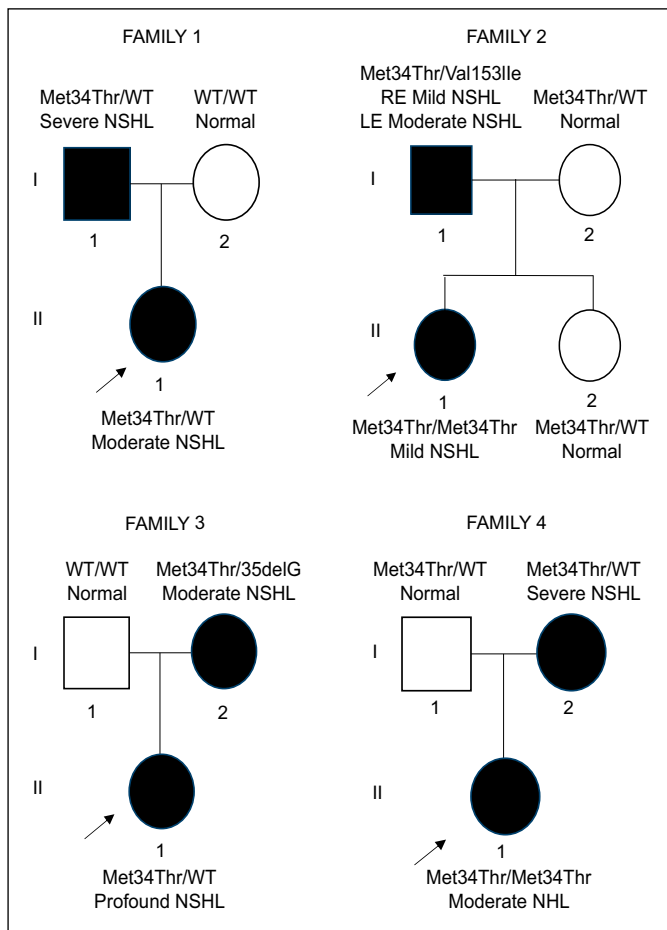 FAMILY 1
Met34Thr/WT
Severe NSHL
WT/WT
Normal
I
1
2
II
1
Met34Thr/WT
Moderate NSHL
FAMILY 2
Met34Thr/Val153Ile
RE Mild NSHL
LE Moderate NSHL
Met34Thr/WT
Normal
I
1
2
II
1
2
Met34Thr/Met34Thr
Mild NSHL
Met34Thr/WT
Normal
FAMILY 3
WT/WT
Normal
Met34Thr/35delG
Moderate NSHL
I
1
2
II
1
Met34Thr/WT
Profound NSHL
FAMILY 4
Met34Thr/WT
Normal
Met34Thr/WT
Severe NSHL
I
1
2
II
1
Met34Thr/Met34Thr
Moderate NHL